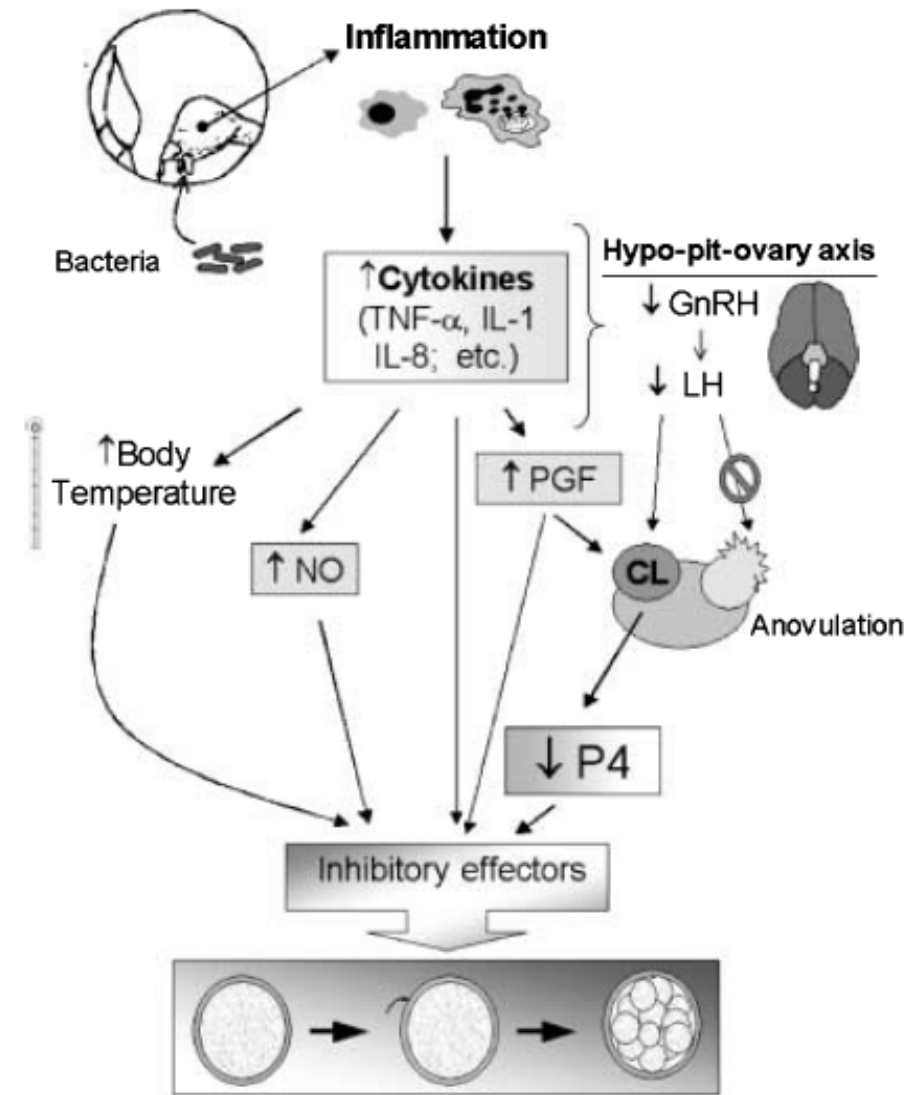 Inflammation
Bacteria
↑Cytokines
(TNF-α, IL-1
IL-8; etc.)
Hypo-pit-ovary axis
↓ GnRH
↓ LH
↑Body
Temperature
↑ PGF
↑ NO
CL
Anovulation
↓ P4
Inhibitory effectors